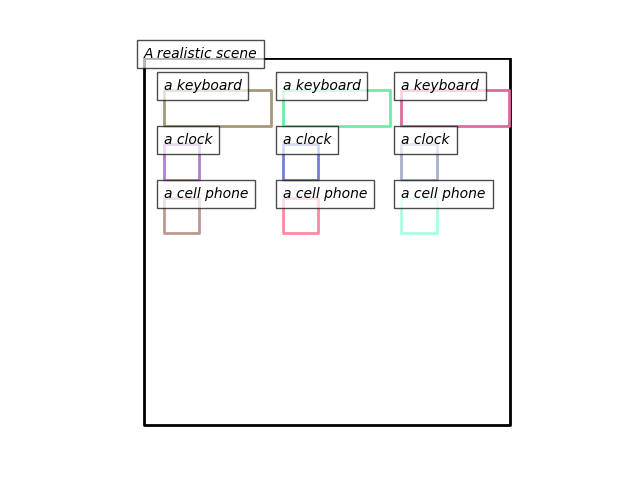 A realistic scene
a keyboard a keyboard a keyboard
a clock a clock a clock
a cell phone a cell phone a cell phone